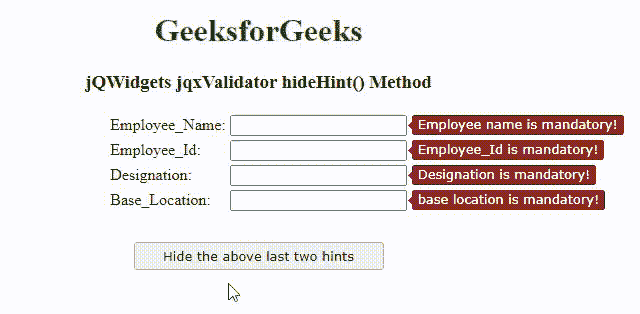 GeeksforGeeks
jQWidgets jqxValidator hideHint() Method
Employee_Name: Employee name is mandatory!
Employee_Id: Employee_Id is mandatory!
Designation: Designation is mandatory!
Base_Location: base location is mandatory!
Hide the above last two hints